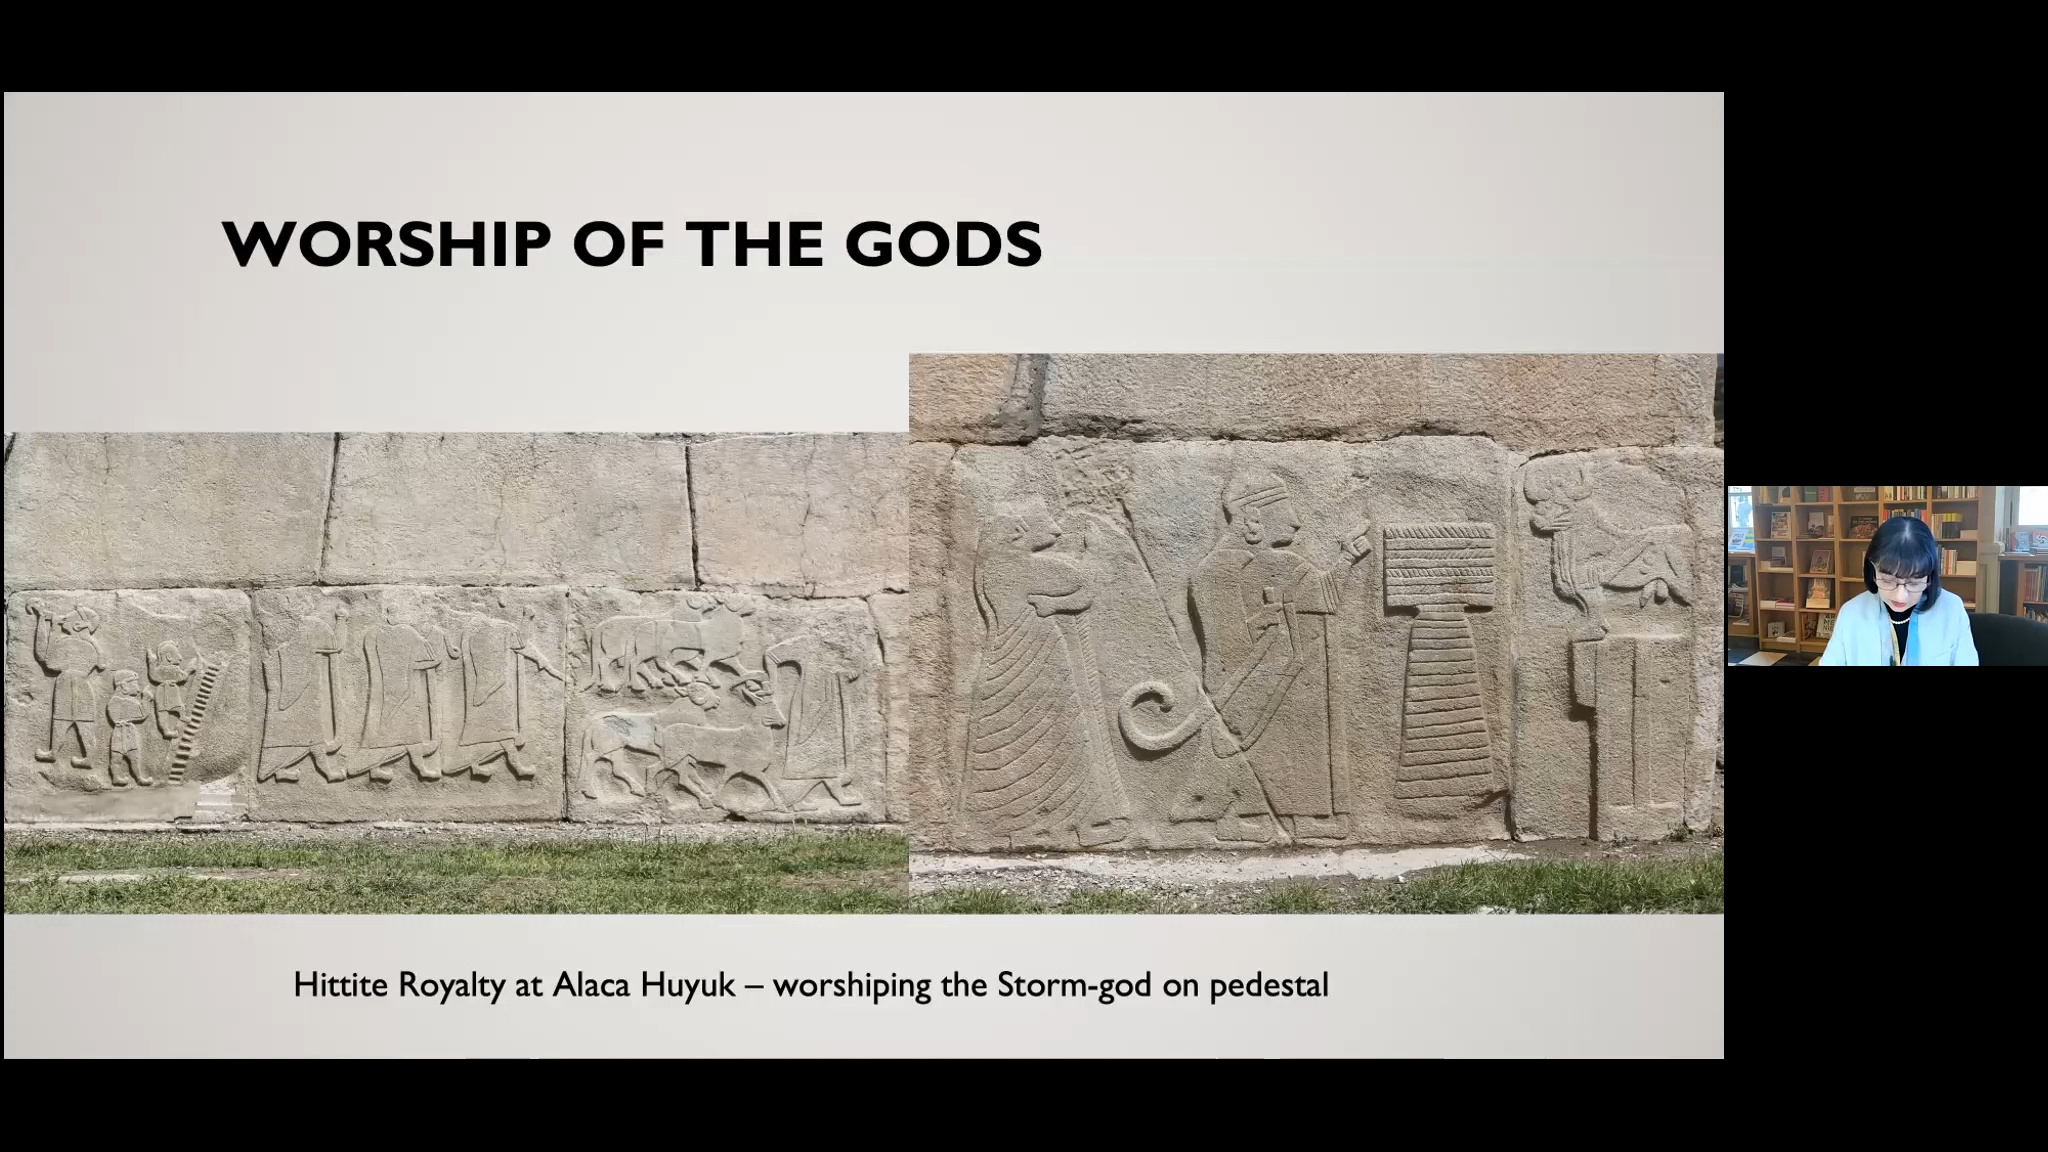 WORSHIP OF THE GODS
Hittite Royalty at Alaca Huyuk – worshiping the Storm-god on pedestal